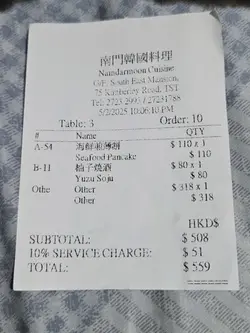 南門韓國料理
Namdarmoon Cuisine
G/F, South East Mansion,
75 Kimberley Road, TST
Tel: 2723 2993 / 27231788
5/2/2025 10:06:10 PM
Table: 3 Order: 10
# Name QTY
A-54 海鮮煎薄餅 $ 110 x 1
Seafood Pancake $ 110
B-11 柚子燒酒 $ 80 x 1
Yuzu Soju $ 80
Othe Other $ 318 x 1
Other $ 318
HKD$
SUBTOTAL: $ 508
10% SERVICE CHARGE: $ 51
TOTAL: $ 559